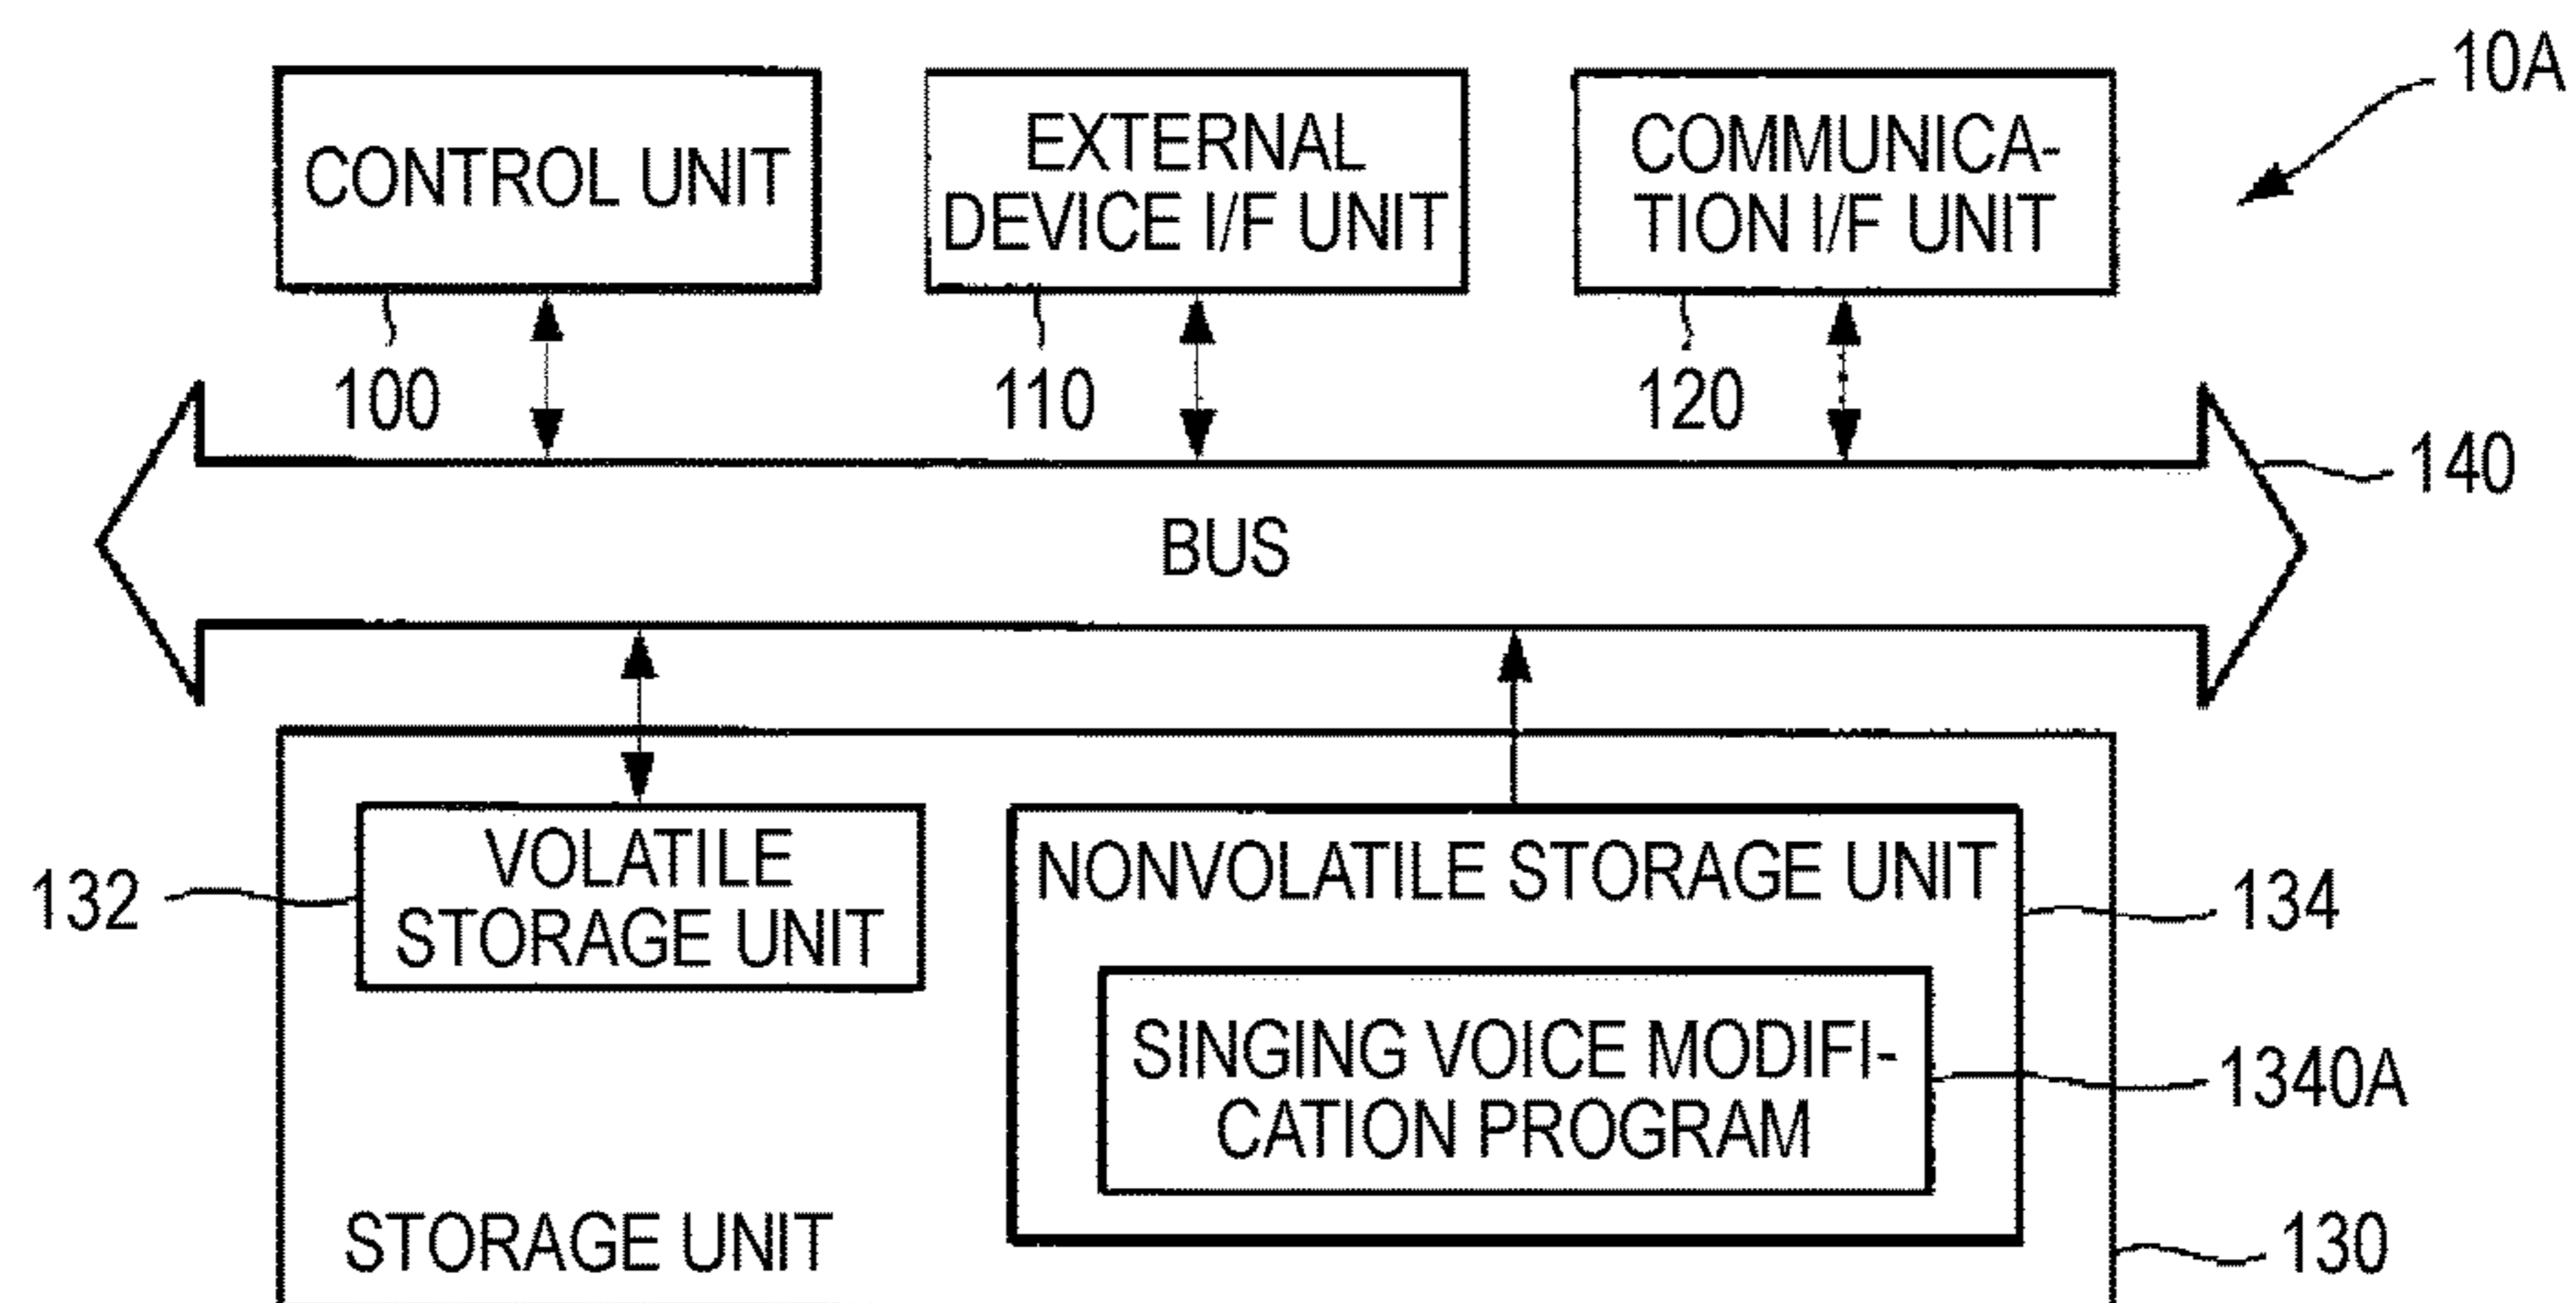 10A
CONTROL UNIT
EXTERNAL
DEVICE I/F UNIT
COMMUNICA-
TION I/F UNIT
100
110
120
140
BUS
132
VOLATILE
STORAGE UNIT
NONVOLATILE STORAGE UNIT
134
SINGING VOICE MODIFI-
CATION PROGRAM
1340A
STORAGE UNIT
130